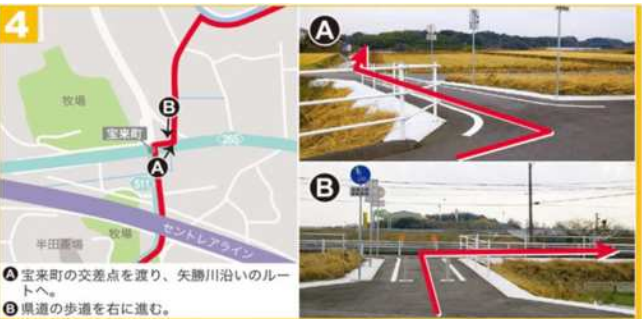 4
牧場
B
宝来町
265
A
511
牧場
セントレアライン
半田斎場
A 宝来町の交差点を渡り、矢勝川沿いのルー
トへ。
B 県道の歩道を右に進む。
A
B